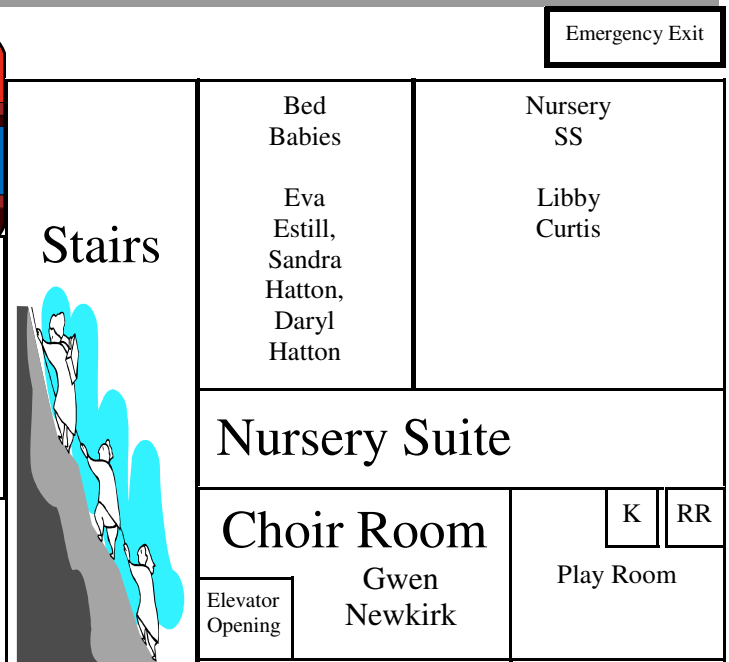 Emergency Exit
Bed
Babies
Eva
Estill,
Sandra
Hatton,
Daryl
Hatton
Nursery
SS
Libby
Curtis
Stairs
Nursery Suite
Choir Room
Gwen
Newkirk
Elevator
Opening
K
RR
Play Room